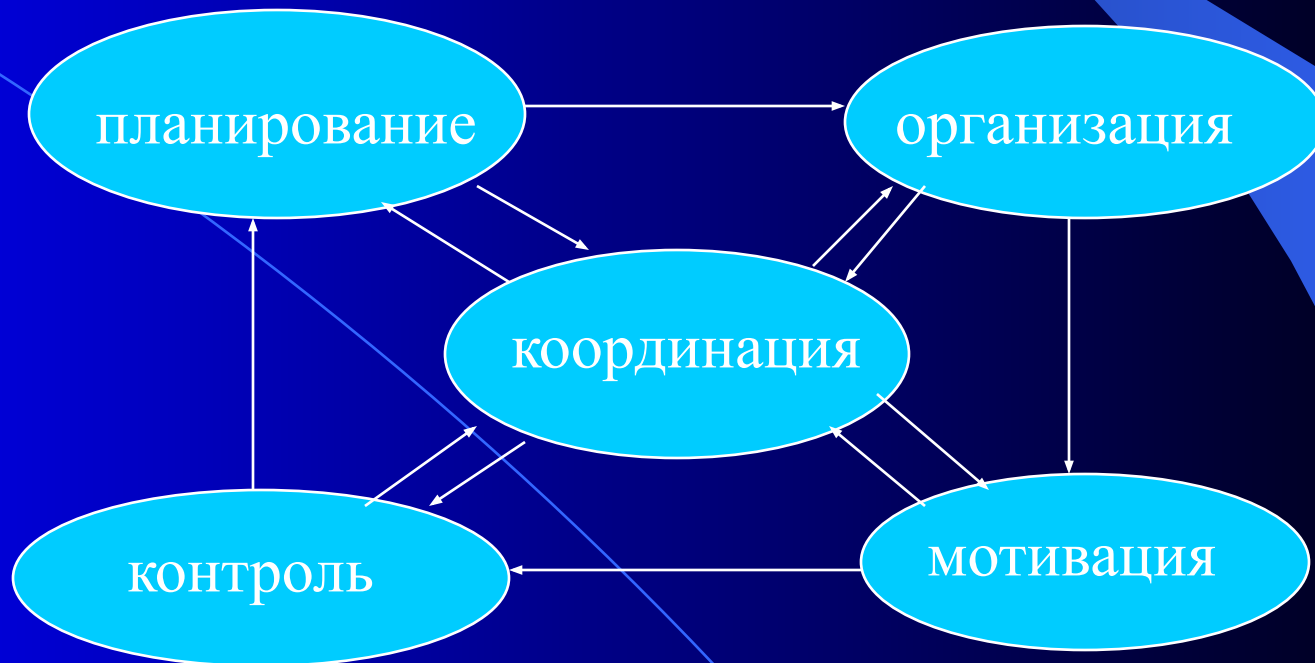 планирование
организация
координация
контроль
мотивация